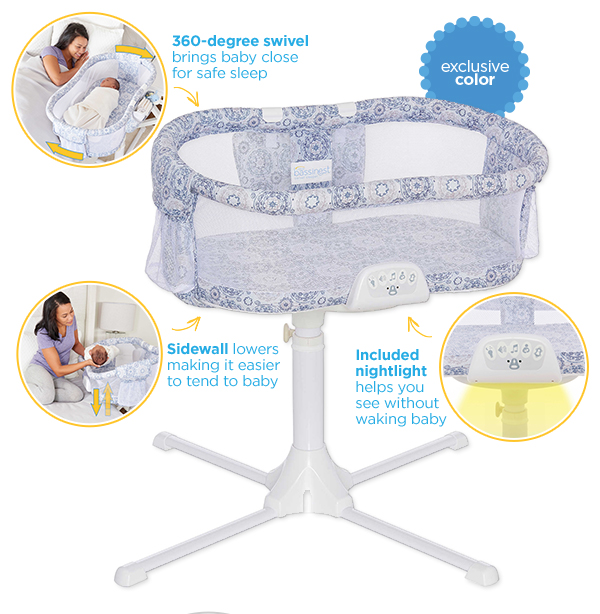 360-degree swivel
brings baby close
for safe sleep
exclusive
color
bassinest
Sidewall lowers
making it easier
to tend to baby
Included
nightlight
helps you
see without
waking baby